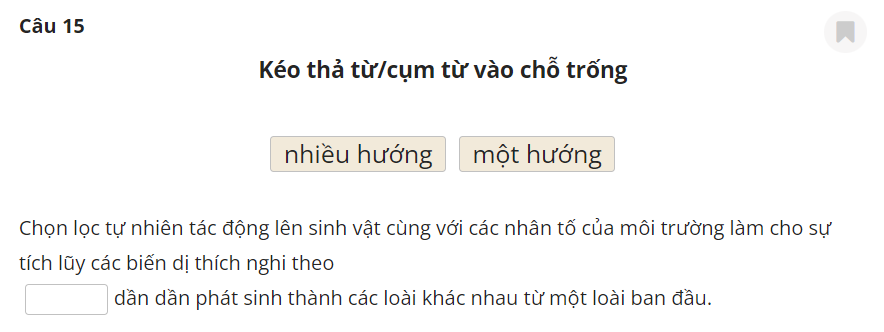 Câu 15
Kéo thả từ/cụm từ vào chỗ trống
nhiều hướng một hướng
Chọn lọc tự nhiên tác động lên sinh vật cùng với các nhân tố của môi trường làm cho sự
tích lũy các biến dị thích nghi theo
dần dần phát sinh thành các loài khác nhau từ một loài ban đầu.